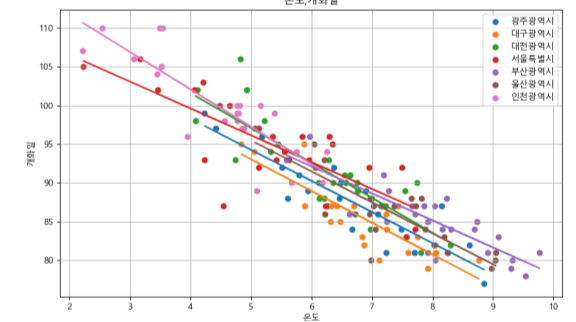 온도,개화일
광주광역시
대구광역시
대전광역시
서울특별시
부산광역시
울산광역시
인천광역시
110
105
100
95
90
85
80
개화일
2 3 4 5 6 7 8 9 10
온도